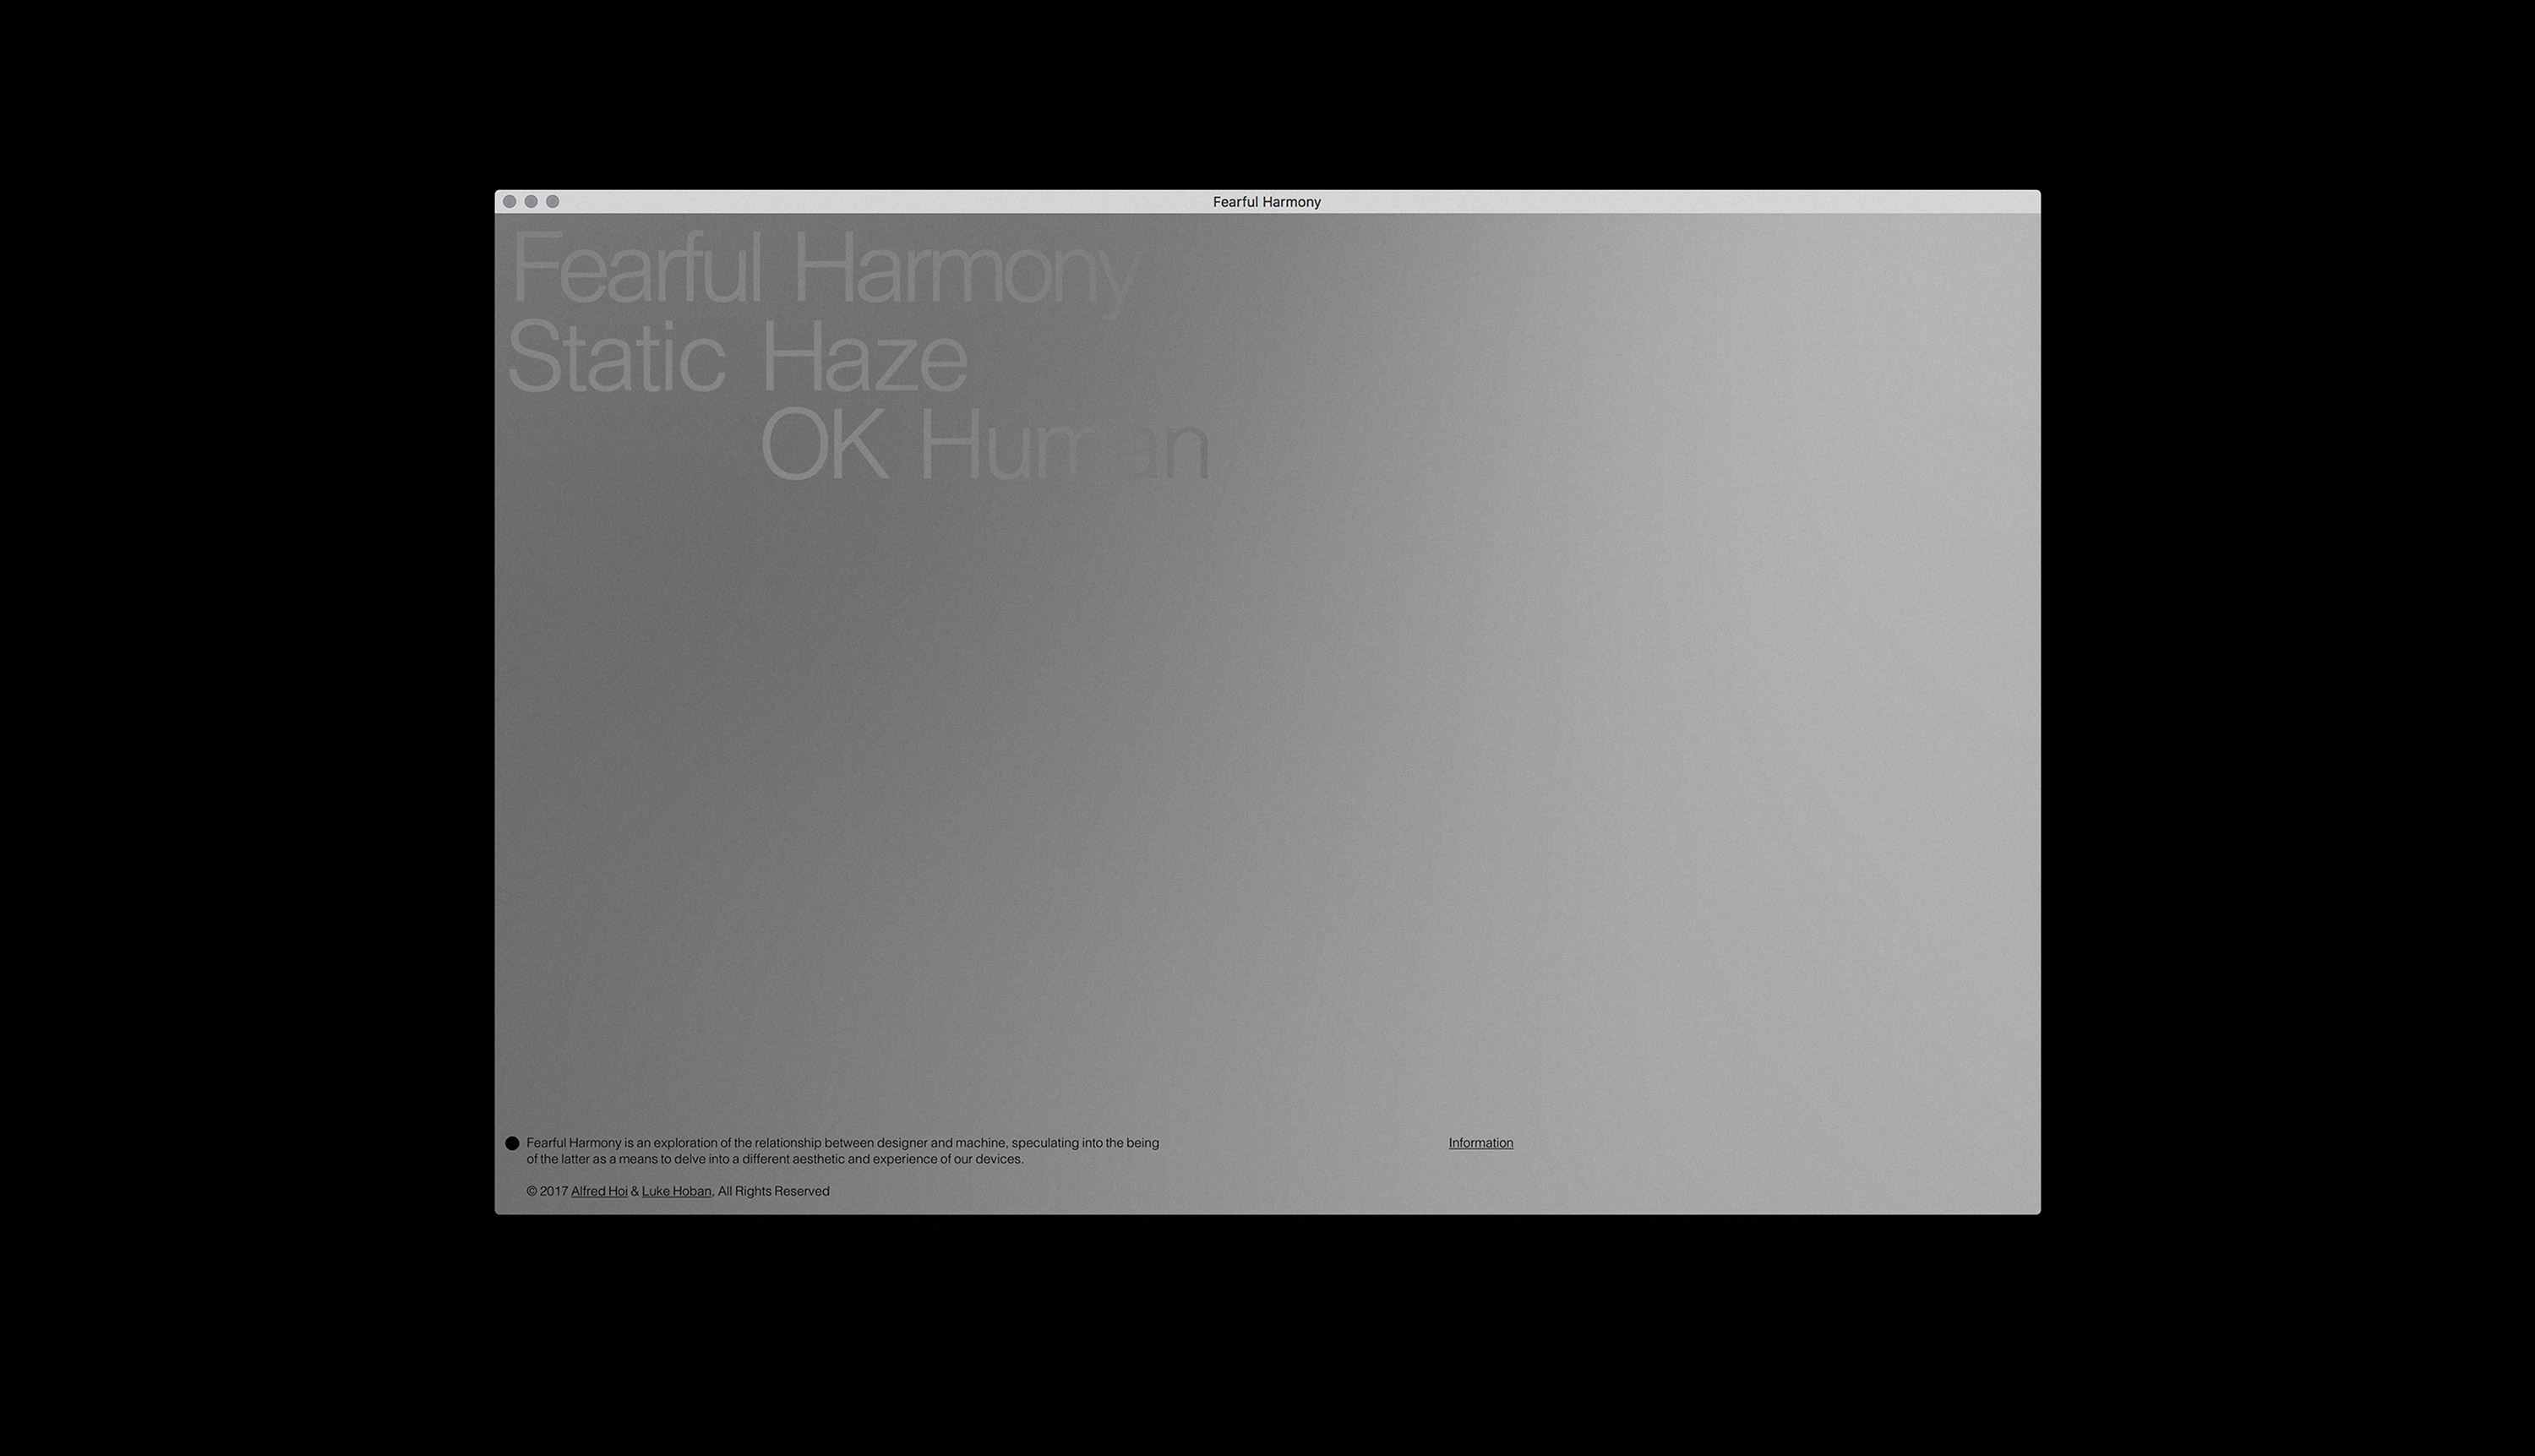 Fearful Harmony
Fearful Harmony
Static Haze
OK Human
Fearful Harmony is an exploration of the relationship between designer and machine, speculating into the being
of the latter as a means to delve into a different aesthetic and experience of our devices.
Information
© 2017 Alfred Hoi & Luke Hoban, All Rights Reserved